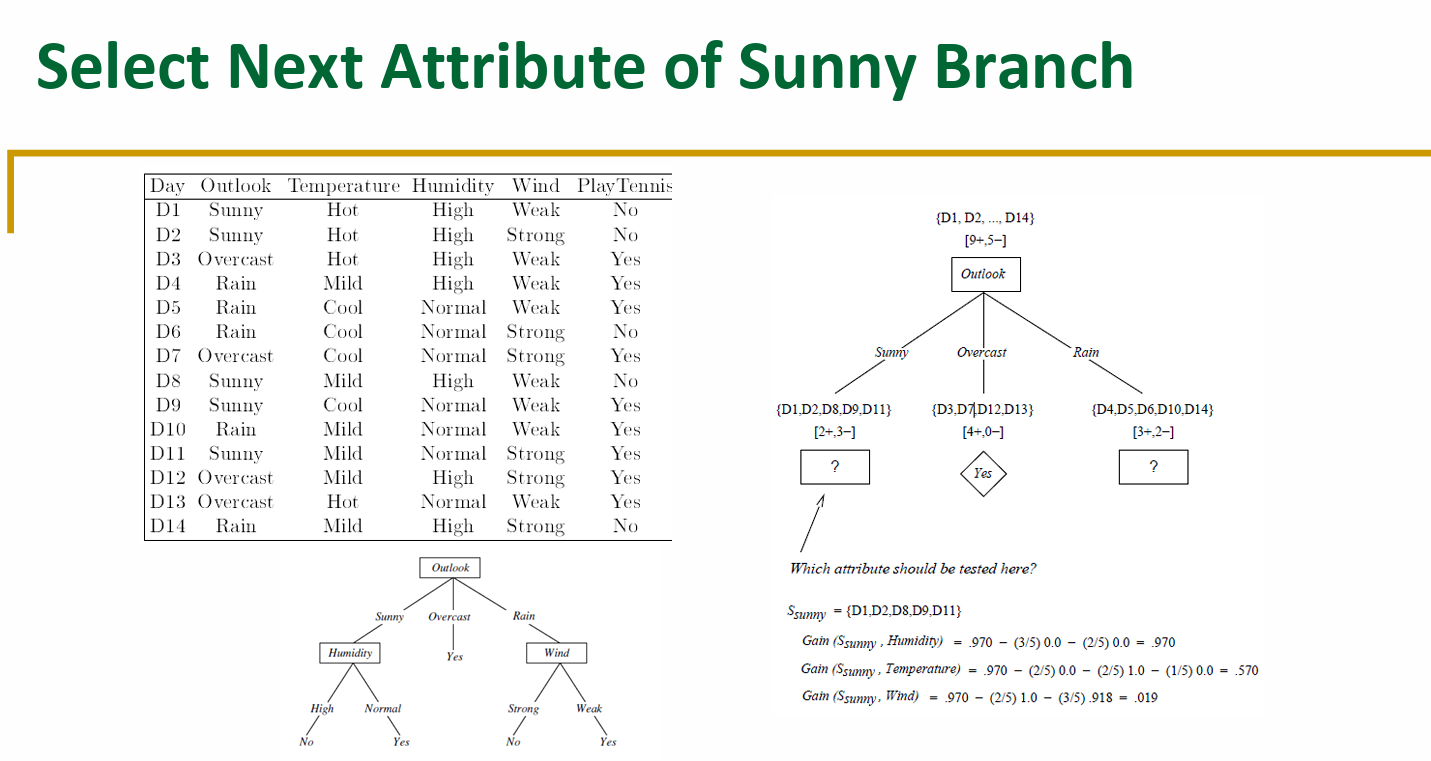 Select Next Attribute of Sunny Branch
Day Outlook Temperature Humidity Wind PlayTennis
D1 Sunny Hot High Weak No
D2 Sunny Hot High Strong No
D3 Overcast Hot High Weak Yes
D4 Rain Mild High Weak Yes
D5 Rain Cool Normal Weak Yes
D6 Rain Cool Normal Strong No
D7 Overcast Cool Normal Strong Yes
D8 Sunny Mild High Weak No
D9 Sunny Cool Normal Weak Yes
D10 Rain Mild Normal Weak Yes
D11 Sunny Mild Normal Strong Yes
D12 Overcast Mild High Strong Yes
D13 Overcast Hot Normal Weak Yes
D14 Rain Mild High Strong No
Outlook
Sunny Overcast Rain
Humidity Yes Wind
High Normal Strong Weak
No Yes No Yes
{D1, D2, ..., D14}
[9+,5−]
Outlook
Sunny Overcast Rain
{D1,D2,D8,D9,D11} {D3,D7,D12,D13} {D4,D5,D6,D10,D14}
[2+,3−] [4+,0−] [3+,2−]
? Yes ?
Which attribute should be tested here?
Ssunny = {D1,D2,D8,D9,D11}
Gain (Ssunny , Humidity) = .970 − (3/5) 0.0 − (2/5) 0.0 = .970
Gain (Ssunny , Temperature) = .970 − (2/5) 0.0 − (2/5) 1.0 − (1/5) 0.0 = .570
Gain (Ssunny , Wind) = .970 − (2/5) 1.0 − (3/5) .918 = .019